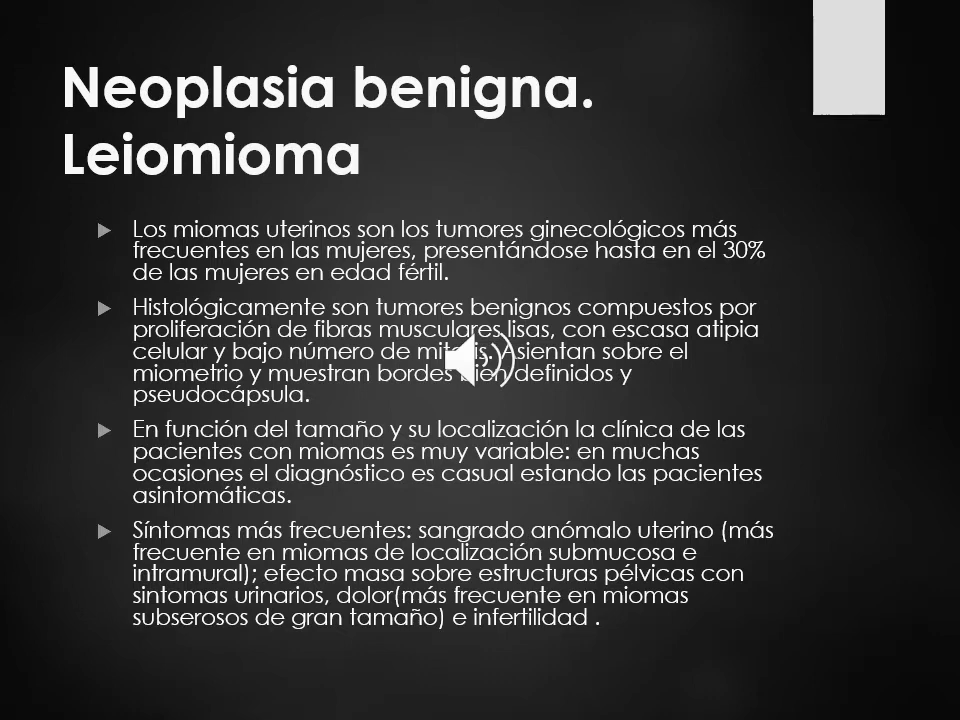 Neoplasia benigna.
Leiomioma
Los miomas uterinos son los tumores ginecológicos más
frecuentes en las mujeres, presentándose hasta en el 30%
de las mujeres en edad fértil.
Histológicamente son tumores benignos compuestos por
proliferación de fibras musculares lisas, con escasa atipia
celular y bajo número de mitosis. Asientan sobre el
miometrio y muestran bordes bien definidos y
pseudocápsula.
En función del tamaño y su localización la clínica de las
pacientes con miomas es muy variable: en muchas
ocasiones el diagnóstico es casual estando las pacientes
asintomáticas.
Síntomas más frecuentes: sangrado anómalo uterino (más
frecuente en miomas de localización submucosa e
intramural); efecto masa sobre estructuras pélvicas con
sintomas urinarios, dolor(más frecuente en miomas
subserosos de gran tamaño) e infertilidad .